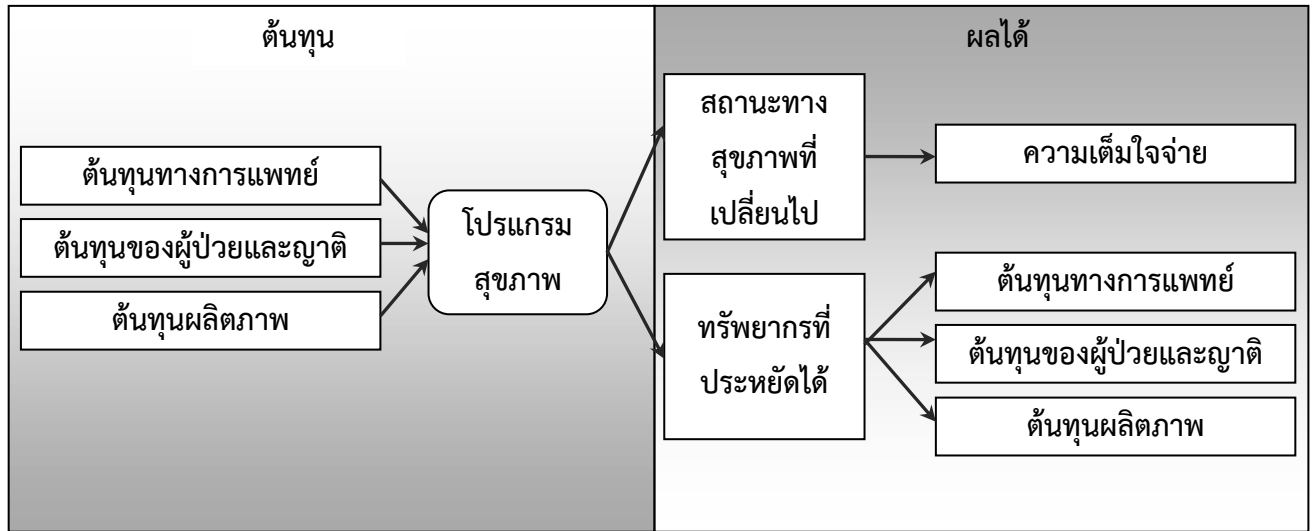 ต้นทุน
ต้นทุนทางการแพทย์
ต้นทุนของผู้ป่วยและญาติ
ต้นทุนผลิตภาพ
โปรแกรม
สุขภาพ
ผลได้
สถานะทาง
สุขภาพที่
เปลี่ยนไป
ความเต็มใจจ่าย
ทรัพยากรที่
ประหยัดได้
ต้นทุนทางการแพทย์
ต้นทุนของผู้ป่วยและญาติ
ต้นทุนผลิตภาพ